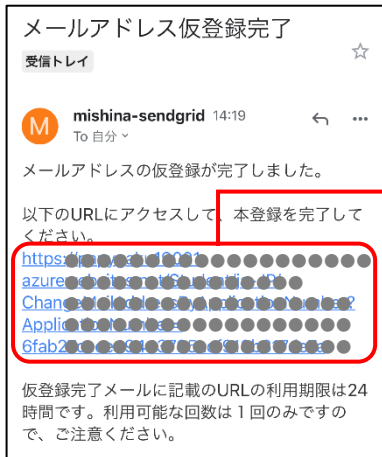 メールアドレス仮登録完了
受信トレイ
M
mishina-sendgrid 14:19
To 自分
メールアドレスの仮登録が完了しました。
以下のURLにアクセスして、本登録を完了して
ください。
https:
azure
Chang
Appli
6fab2
仮登録完了メールに記載のURLの利用期限は24
時間です。利用可能な回数は１回のみですの
で、ご注意ください。